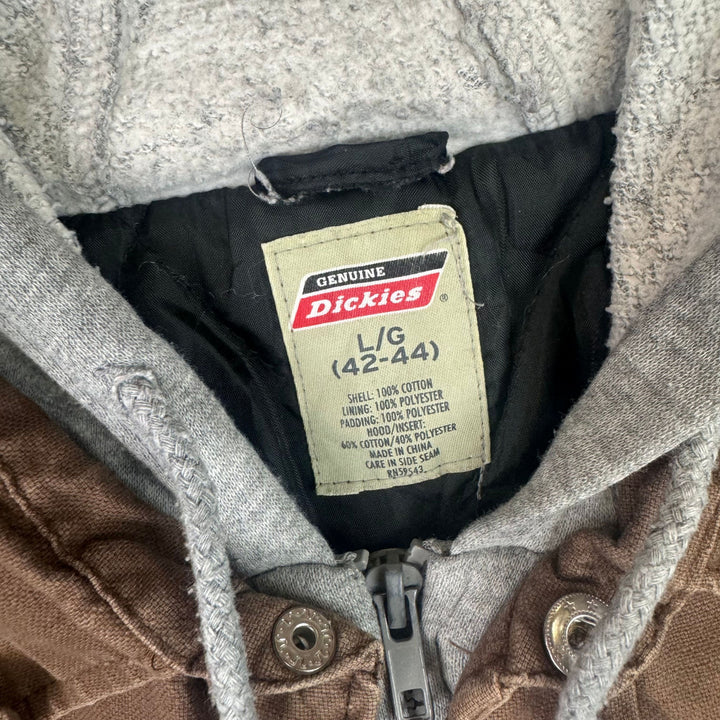 GENUINE
Dickies®
L/G
(42-44)
SHELL: 100% COTTON
LINING: 100% POLYESTER
PADDING: 100% POLYESTER
HOOD/INSERT:
60% COTTON/40% POLYESTER
MADE IN CHINA
CARE IN SIDE SEAM
RN59543